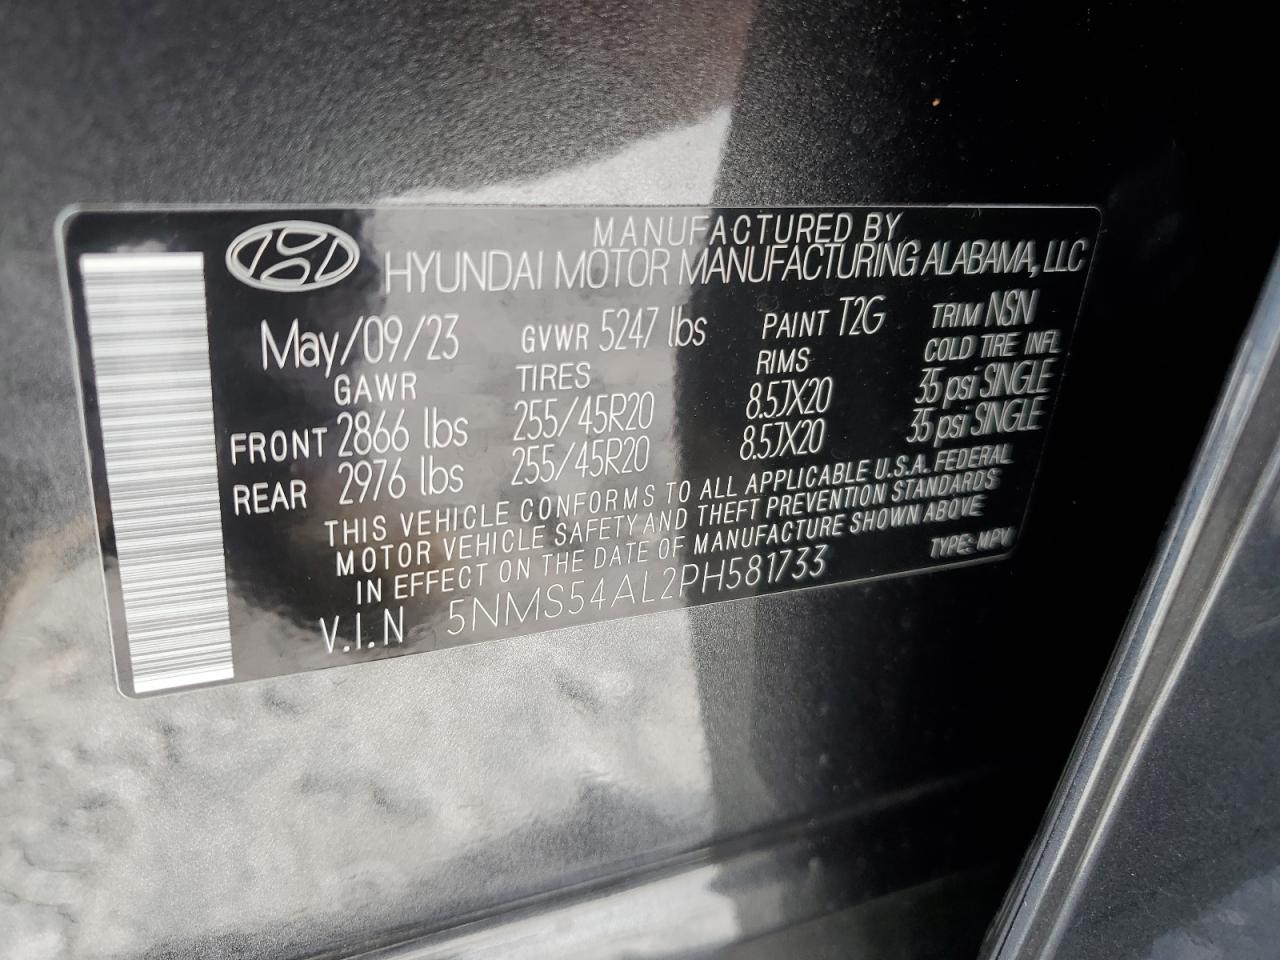 MANUFACTURED BY
HYUNDAI MOTOR MANUFACTURING ALABAMA, LLC
May/09/23 GVWR 5247 lbs PAINT T2G TRIM NSN
GAWR TIRES RIMS COLD TIRE INFL
FRONT 2866 lbs 255/45R20 8.5JX20 35 psi SINGLE
REAR 2976 lbs 255/45R20 8.5JX20 35 psi SINGLE
THIS VEHICLE CONFORMS TO ALL APPLICABLE U.S.A. FEDERAL
MOTOR VEHICLE SAFETY AND THEFT PREVENTION STANDARDS
IN EFFECT ON THE DATE OF MANUFACTURE SHOWN ABOVE
V.I.N 5NMS54AL2PH581733 TYPE: MPV